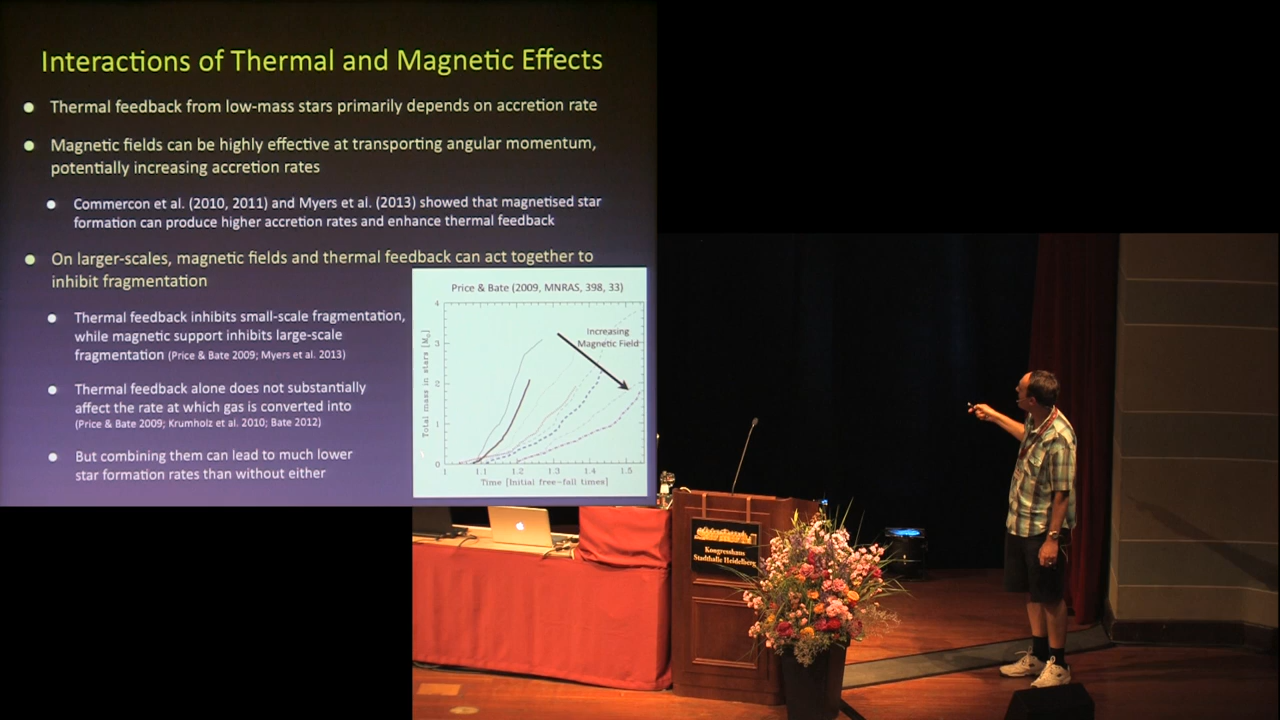 Interactions of Thermal and Magnetic Effects
Thermal feedback from low-mass stars primarily depends on accretion rate
Magnetic fields can be highly effective at transporting angular momentum,
potentially increasing accretion rates
Commercon et al. (2010, 2011) and Myers et al. (2013) showed that magnetised star
formation can produce higher accretion rates and enhance thermal feedback
On larger-scales, magnetic fields and thermal feedback can act together to
inhibit fragmentation
Thermal feedback inhibits small-scale fragmentation,
while magnetic support inhibits large-scale
fragmentation (Price & Bate 2009; Myers et al. 2013)
Thermal feedback alone does not substantially
affect the rate at which gas is converted into
(Price & Bate 2009; Krumholz et al. 2010; Bate 2012)
But combining them can lead to much lower
star formation rates than without either
Price & Bate (2009, MNRAS, 398, 33)
Increasing
Magnetic Field
Total mass in stars [M⊙]
4
3
2
1
0
1 1.1 1.2 1.3 1.4 1.5
Time [Initial free-fall times]
Kongresshaus
Stadthalle Heidelberg